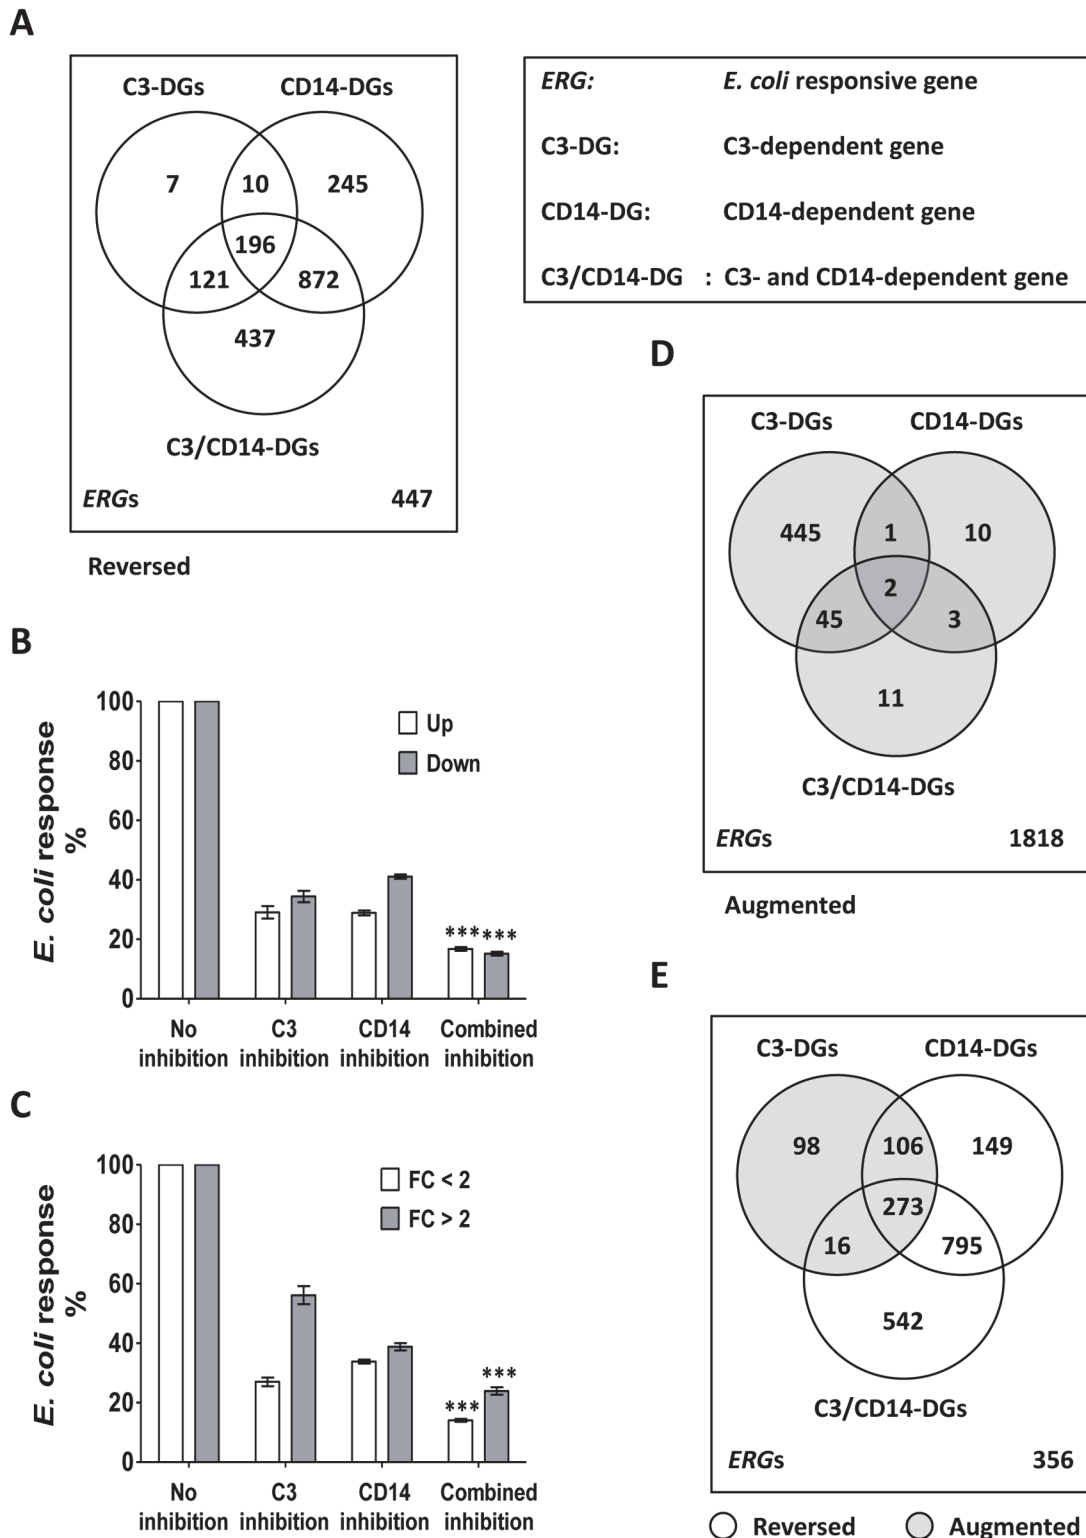 A
C3-DGs CD14-DGs
7 10 245
196
121 872
437
C3/CD14-DGs
ERGs 447
Reversed
ERG: E. coli responsive gene
C3-DG: C3-dependent gene
CD14-DG: CD14-dependent gene
C3/CD14-DG : C3- and CD14-dependent gene
B
E. coli response
%
100
80
60
40
20
0
Up
Down
*** ***
No inhibition
C3 inhibition
CD14 inhibition
Combined inhibition
C
E. coli response
%
100
80
60
40
20
0
FC < 2
FC > 2
***
***
No inhibition
C3 inhibition
CD14 inhibition
Combined inhibition
D
C3-DGs CD14-DGs
445 1 10
2
45 3
11
C3/CD14-DGs
ERGs 1818
Augmented
E
C3-DGs CD14-DGs
98 106 149
273
16 795
542
C3/CD14-DGs
ERGs 356
Reversed Augmented